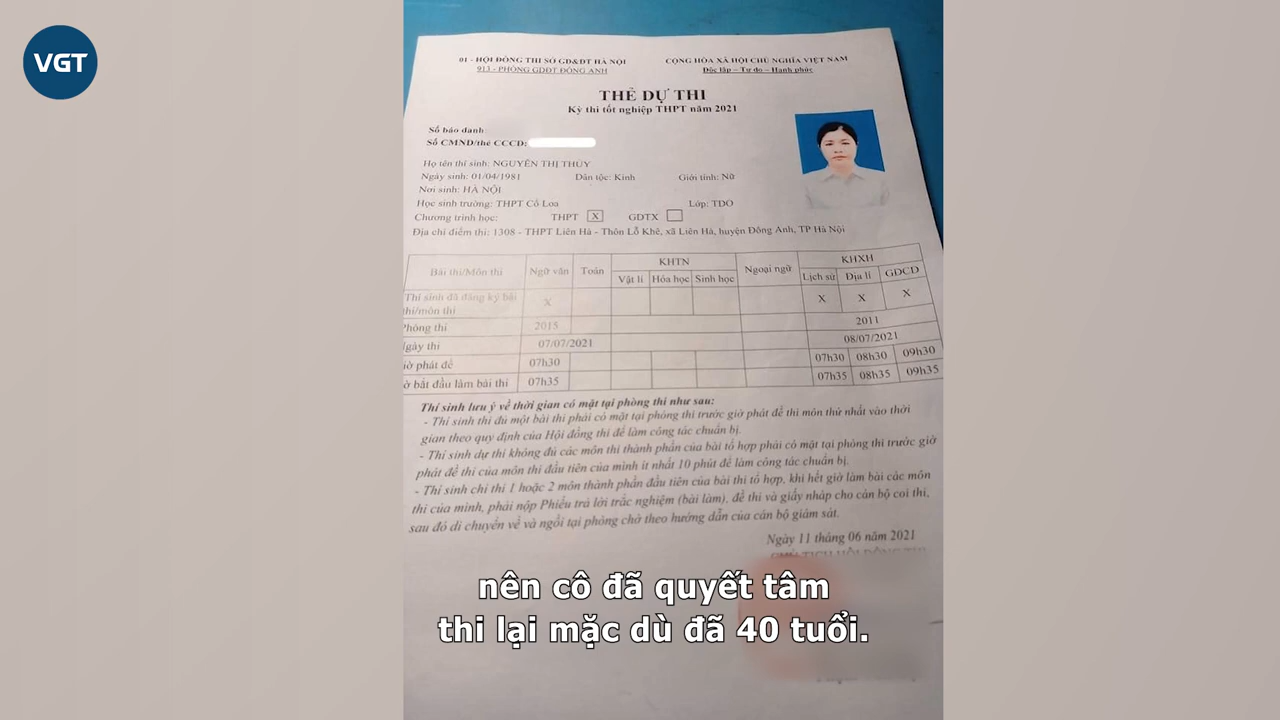 VGT
01 - HỘI ĐỒNG THI SỞ GD&ĐT HÀ NỘI
913 - PHÒNG GDĐT ĐÔNG ANH
CỘNG HÒA XÃ HỘI CHỦ NGHĨA VIỆT NAM
Độc lập - Tự do - Hạnh phúc
THẺ DỰ THI
Kỳ thi tốt nghiệp THPT năm 2021
Số báo danh
Số CMND/thẻ CCCD:
Họ tên thí sinh: NGUYỄN THỊ THỦY
Ngày sinh: 01/04/1981 Dân tộc: Kinh Giới tính: Nữ
Nơi sinh: HÀ NỘI
Học sinh trường: THPT Cổ Loa Lớp: TDO
Chương trình học: THPT X GDTX
Địa chỉ điểm thi: 1308 - THPT Liên Hà - Thôn Lỗ Khê, xã Liên Hà, huyện Đông Anh, TP Hà Nội
Bài thi/Môn thi Ngữ văn Toán KHTN Ngoại ngữ KHXH
Vật lí Hóa học Sinh học Lịch sử Địa lí GDCD
Thí sinh đã đăng ký bài X X X X
thi/môn thi
Phòng thi 2015 2011
Ngày thi 07/07/2021 08/07/2021
Giờ phát đề 07h30 07h30 08h30 09h30
Giờ bắt đầu làm bài thi 07h35 07h35 08h35 09h35
Thí sinh lưu ý về thời gian có mặt tại phòng thi như sau:
- Thí sinh thi đủ một bài thi phải có mặt tại phòng thi trước giờ phát đề thi môn thứ nhất vào thời
gian theo quy định của Hội đồng thi để làm công tác chuẩn bị.
- Thí sinh dự thi không đủ các môn thi thành phần của bài tổ hợp phải có mặt tại phòng thi trước giờ
phát đề thi của môn thi đầu tiên của mình ít nhất 10 phút để làm công tác chuẩn bị.
- Thí sinh chỉ thi 1 hoặc 2 môn thành phần đầu tiên của bài thi tổ hợp, khi hết giờ làm bài các môn
thi của mình, phải nộp Phiếu trả lời trắc nghiệm (bài làm), đề thi và giấy nháp cho cán bộ coi thi,
sau đó di chuyển về và ngồi tại phòng chờ theo hướng dẫn của cán bộ giám sát.
Ngày 11 tháng 06 năm 2021
nên cô đã quyết tâm
thi lại mặc dù đã 40 tuổi.